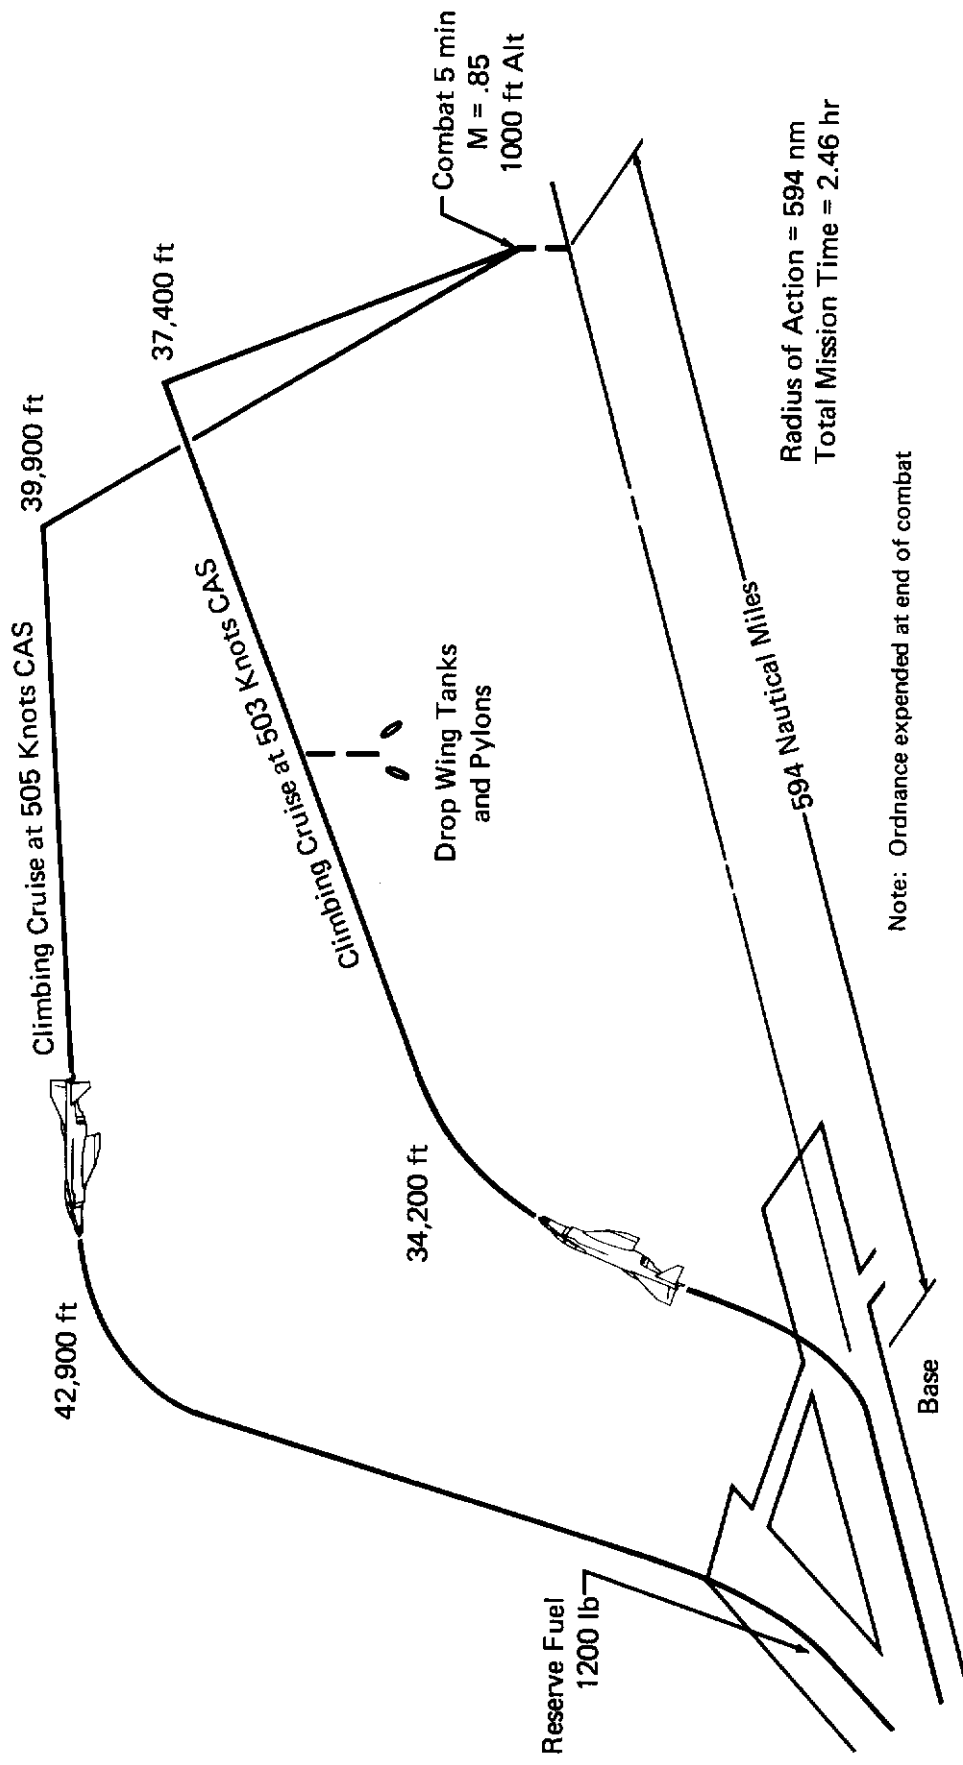 Climbing Cruise at 505 Knots CAS
39,900 ft
42,900 ft
37,400 ft
Climbing Cruise at 503 Knots CAS
34,200 ft
Combat 5 min
M = .85
1000 ft Alt
Drop Wing Tanks
and Pylons
Reserve Fuel
1200 lb
594 Nautical Miles
Base
Radius of Action = 594 nm
Total Mission Time = 2.46 hr
Note: Ordnance expended at end of combat